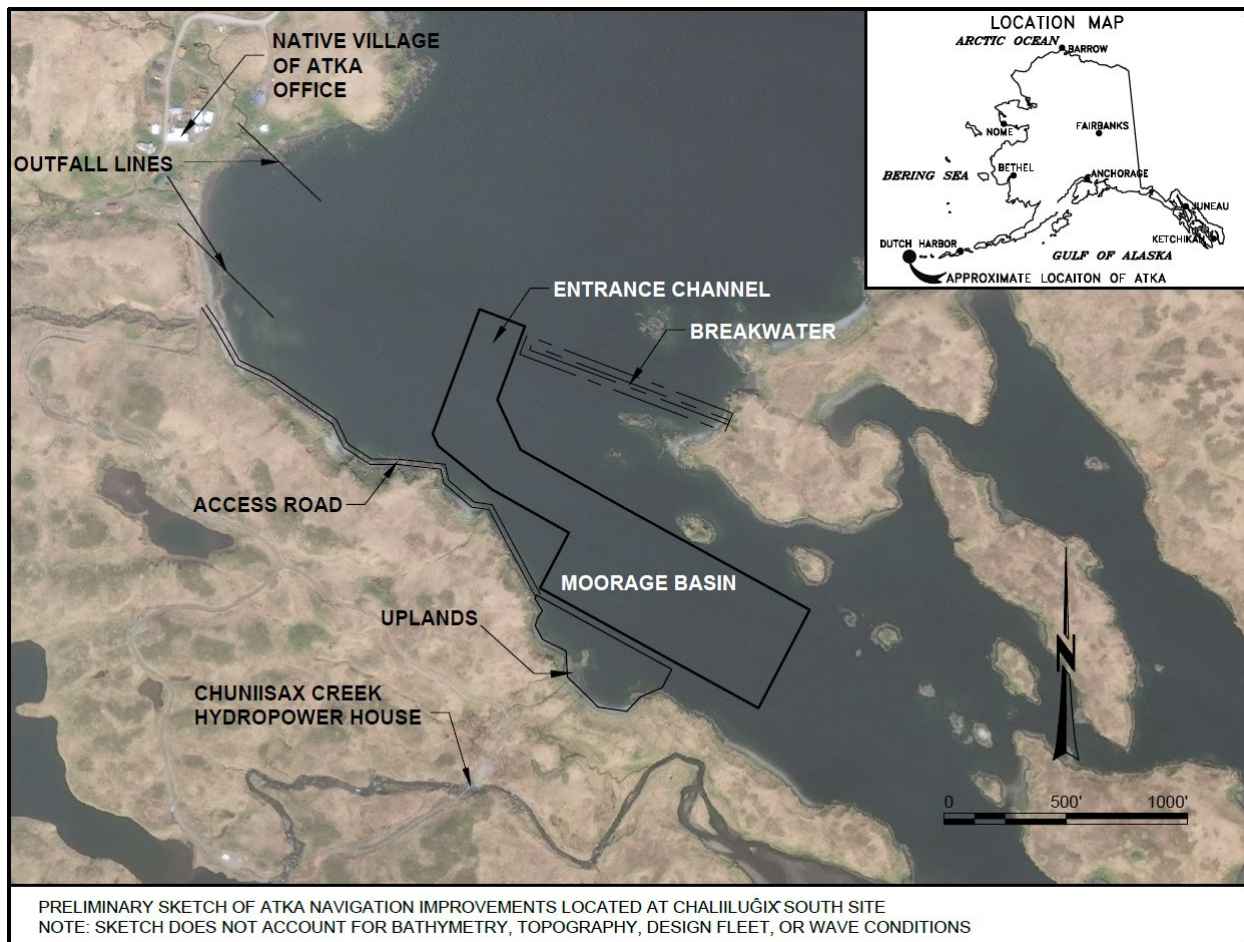 NATIVE VILLAGE
OF ATKA
OFFICE
OUTFALL LINES
ENTRANCE CHANNEL
BREAKWATER
ACCESS ROAD
MOORAGE BASIN
UPLANDS
CHUNIISAX CREEK
HYDROPOWER HOUSE
LOCATION MAP
ARCTIC OCEAN
BARROW
NOME
FAIRBANKS
BERING SEA
BETHEL
ANCHORAGE
JUNEAU
KETCHIKAN
DUTCH HARBOR
GULF OF ALASKA
APPROXIMATE LOCAITON OF ATKA
N
0 500' 1000'
PRELIMINARY SKETCH OF ATKA NAVIGATION IMPROVEMENTS LOCATED AT CHALIILUĜIX̂ SOUTH SITE
NOTE: SKETCH DOES NOT ACCOUNT FOR BATHYMETRY, TOPOGRAPHY, DESIGN FLEET, OR WAVE CONDITIONS